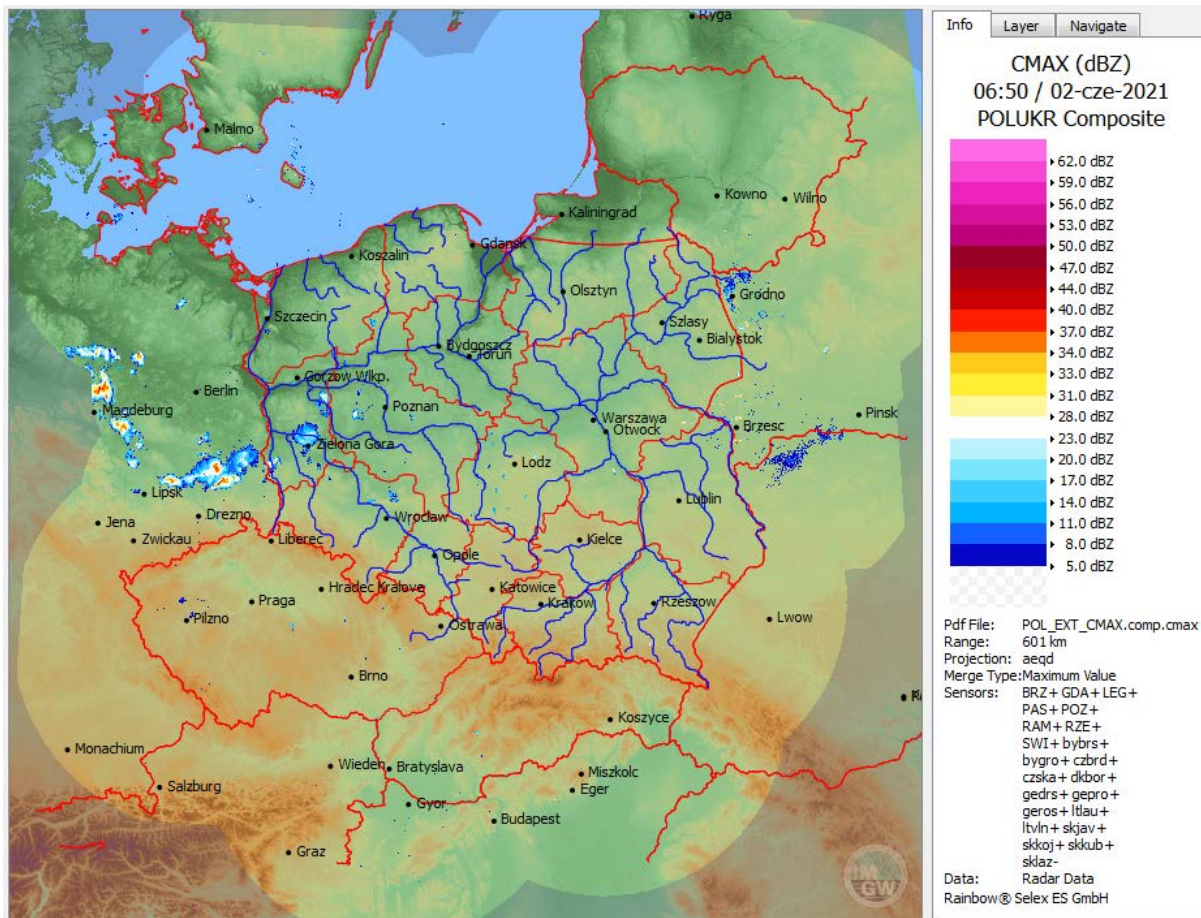 Ryga
Malmo
Kowno
Wilno
Kaliningrad
Gdansk
Koszalin
Olsztyn
Grodno
Szczecin
Szlasy
Bialystok
Bydgoszcz
Torun
Gorzow Wlkp.
Berlin
Poznan
Magdeburg
Pinsk
Warszawa
Otwock
Brzesc
Zielona Gora
Lodz
Lipsk
Lublin
Drezno
Wroclaw
Jena
Zwickau
Liberec
Kielce
Opole
Hradec Kralove
Katowice
Praga
Krakow
Rzeszow
Pilzno
Ostrawa
Lwow
Brno
Koszyce
Monachium
Wieden
Bratyslava
Miszkolc
Salzburg
Eger
Gyor
Budapest
Graz
IM
GW
Info
Layer
Navigate
CMAX (dBZ)
06:50 / 02-cze-2021
POLUKR Composite
62.0 dBZ
59.0 dBZ
56.0 dBZ
53.0 dBZ
50.0 dBZ
47.0 dBZ
44.0 dBZ
40.0 dBZ
37.0 dBZ
34.0 dBZ
33.0 dBZ
31.0 dBZ
28.0 dBZ
23.0 dBZ
20.0 dBZ
17.0 dBZ
14.0 dBZ
11.0 dBZ
8.0 dBZ
5.0 dBZ
Pdf File: POL_EXT_CMAX.comp.cmax
Range: 601 km
Projection: aeqd
Merge Type:Maximum Value
Sensors: BRZ+ GDA+ LEG+
PAS+ POZ+
RAM+ RZE+
SWI+ bybrs+
bygro+ czbrd+
czska+ dkbor+
gedrs+ gepro+
geros+ ltlau+
ltvln+ skjav+
skkoj+ skkub+
sklaz-
Data: Radar Data
Rainbow® Selex ES GmbH